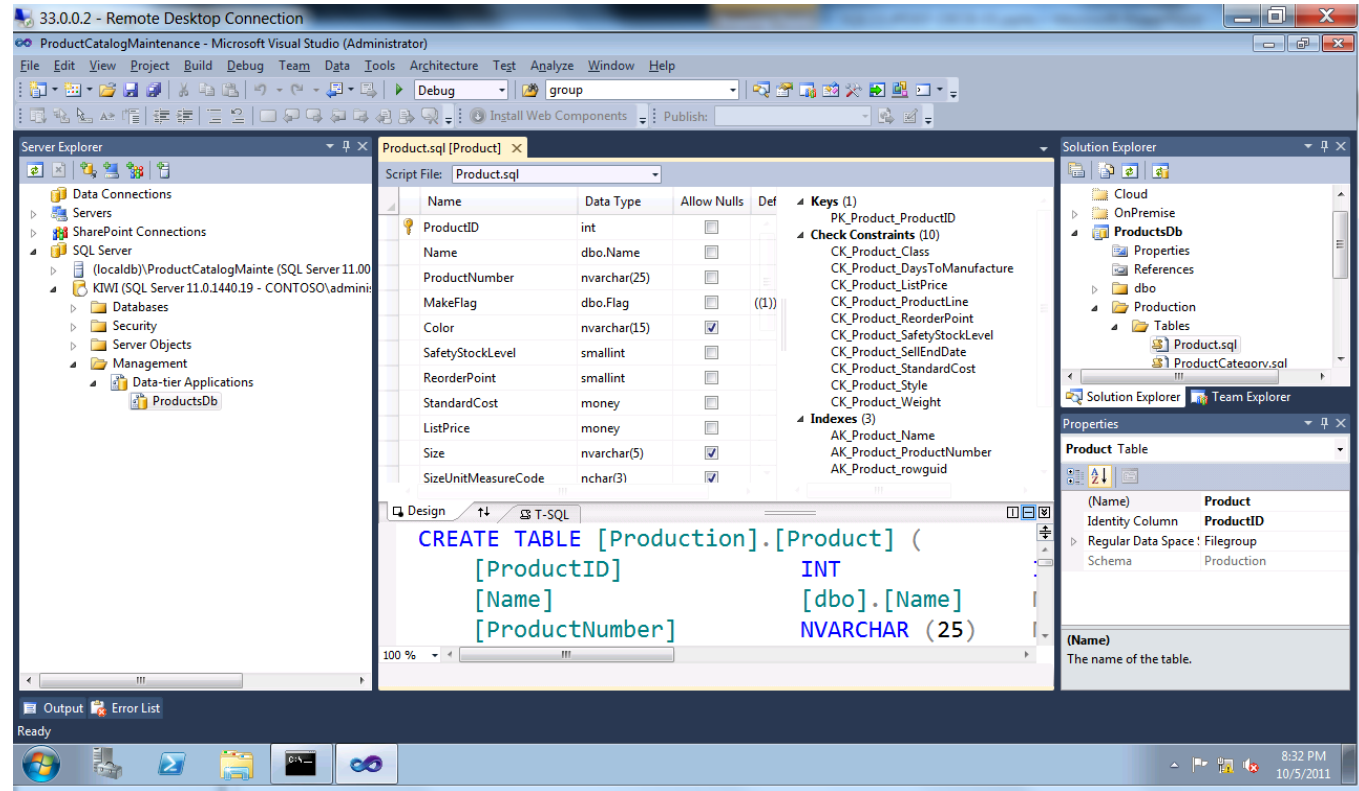 33.0.0.2 - Remote Desktop Connection
ProductCatalogMaintenance - Microsoft Visual Studio (Administrator)
File Edit View Project Build Debug Team Data Tools Architecture Test Analyze Window Help
Debug group
Install Web Components Publish:
Server Explorer
Data Connections
Servers
SharePoint Connections
SQL Server
(localdb)\ProductCatalogMainte (SQL Server 11.00
KIWI (SQL Server 11.0.1440.19 - CONTOSO\adminis
Databases
Security
Server Objects
Management
Data-tier Applications
ProductsDb
Product.sql [Product]
Script File: Product.sql
Name Data Type Allow Nulls Def
ProductID int
Name dbo.Name
ProductNumber nvarchar(25)
MakeFlag dbo.Flag ((1))
Color nvarchar(15)
SafetyStockLevel smallint
ReorderPoint smallint
StandardCost money
ListPrice money
Size nvarchar(5)
SizeUnitMeasureCode nchar(3)
Keys (1)
PK_Product_ProductID
Check Constraints (10)
CK_Product_Class
CK_Product_DaysToManufacture
CK_Product_ListPrice
CK_Product_ProductLine
CK_Product_ReorderPoint
CK_Product_SafetyStockLevel
CK_Product_SellEndDate
CK_Product_StandardCost
CK_Product_Style
CK_Product_Weight
Indexes (3)
AK_Product_Name
AK_Product_ProductNumber
AK_Product_rowguid
Design T-SQL
CREATE TABLE [Production].[Product] (
[ProductID] INT
[Name] [dbo].[Name]
[ProductNumber] NVARCHAR (25)
100 %
Solution Explorer
Cloud
OnPremise
ProductsDb
Properties
References
dbo
Production
Tables
Product.sql
ProductCategory.sql
Solution Explorer Team Explorer
Properties
Product Table
(Name) Product
Identity Column ProductID
Regular Data Space Filegroup
Schema Production
(Name)
The name of the table.
Output Error List
Ready
8:32 PM
10/5/2011